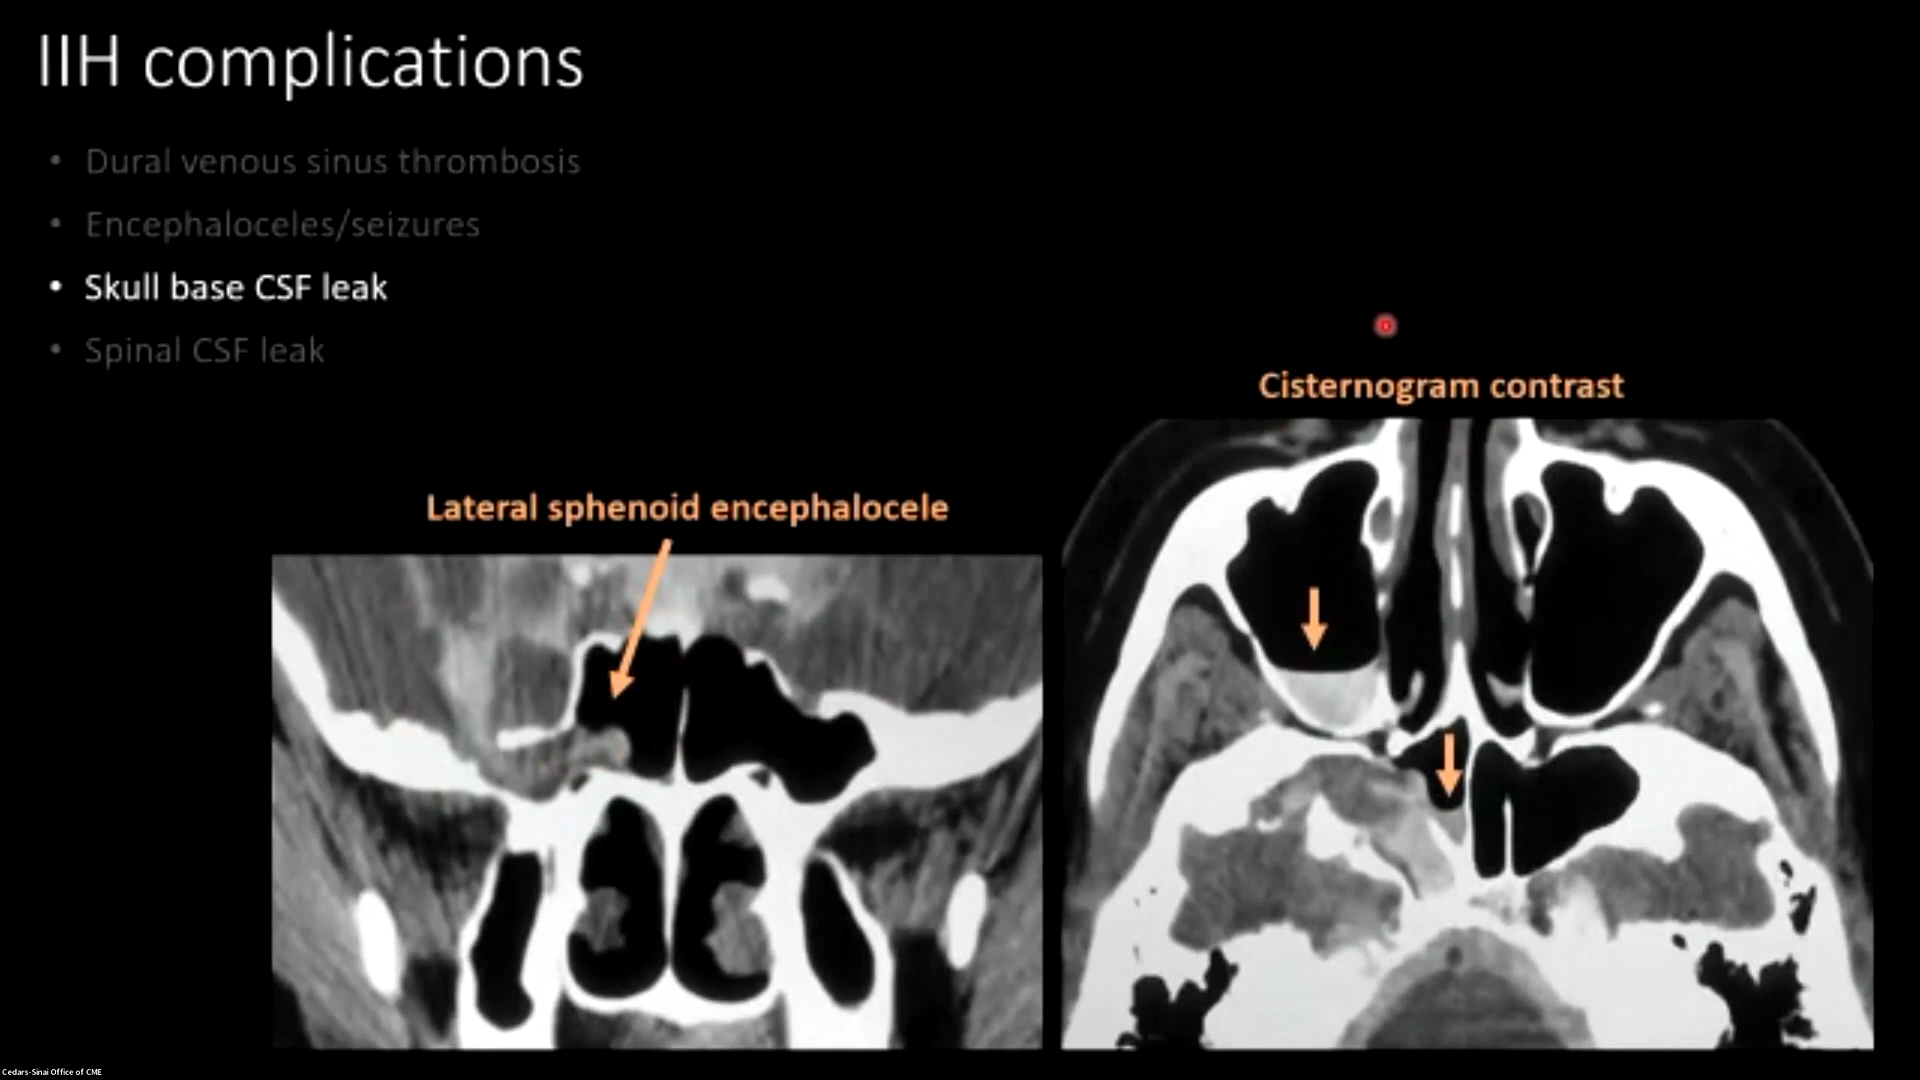 IIH complications
• Dural venous sinus thrombosis
• Encephaloceles/seizures
• Skull base CSF leak
• Spinal CSF leak
Cisternogram contrast
Lateral sphenoid encephalocele
Cedars-Sinai Office of CME